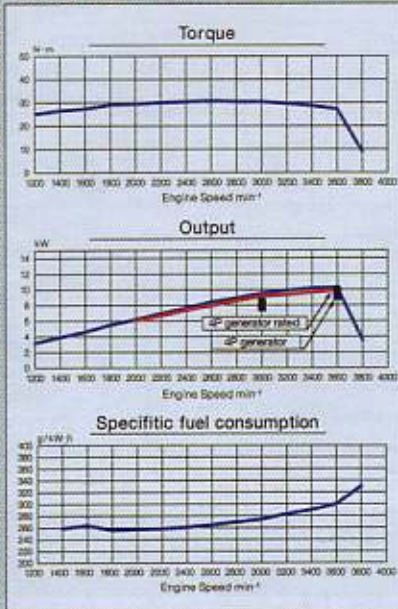 Torque
N·m
50
40
30
20
10
0
1200 1400 1600 1800 2000 2200 2400 2600 2800 3000 3200 3400 3600 3800 4000
Engine Speed min⁻¹
Output
kW
14
12
10
8
6
4
2
0
4P generator rated
4P generator
1200 1400 1600 1800 2000 2200 2400 2600 2800 3000 3200 3400 3600 3800 4000
Engine Speed min⁻¹
Specifitic fuel consumption
g/kW·h
400
380
360
340
320
300
280
260
240
220
200
1200 1400 1600 1800 2000 2200 2400 2600 2800 3000 3200 3400 3600 3800 4000
Engine Speed min⁻¹